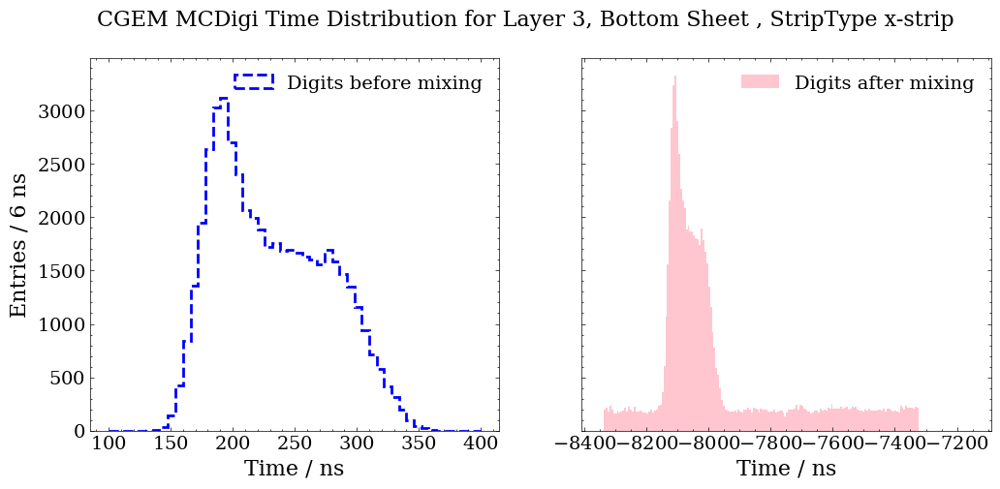 CGEM MCDigi Time Distribution for Layer 3, Bottom Sheet , StripType x-strip
Digits before mixing
Digits after mixing
Entries / 6 ns
3000
2500
2000
1500
1000
500
0
100 150 200 250 300 350 400
−8400 −8200 −8000 −7800 −7600 −7400 −7200
Time / ns
Time / ns